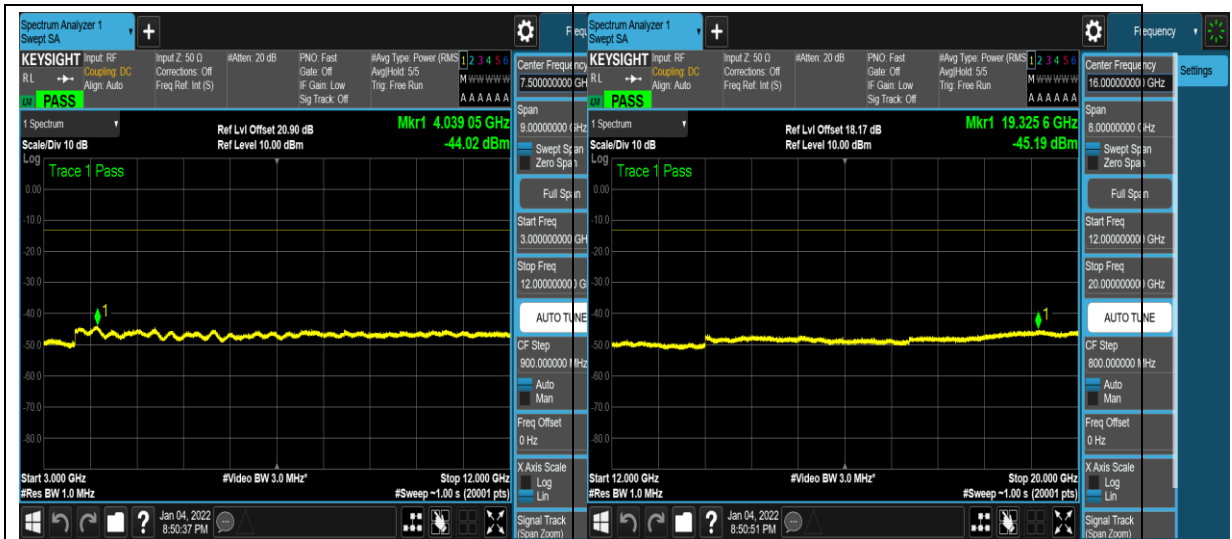 Spectrum Analyzer 1
Swept SA
+
KEYSIGHT
RL
PASS
Input: RF
Coupling: DC
Align: Auto
Input Z: 50 Ω
Corrections: Off
Freq Ref: Int (S)
#Atten: 20 dB
PNO: Fast
Gate: Off
IF Gain: Low
Sig Track: Off
#Avg Type: Power (RMS
Avg|Hold: 5/5
Trig: Free Run
1 2 3 4 5 6
M W W W W W
A A A A A A
1 Spectrum
Scale/Div 10 dB
Ref Lvl Offset 20.90 dB
Ref Level 10.00 dBm
Mkr1 4.039 05 GHz
-44.02 dBm
Log
Trace 1 Pass
0.00
-10.0
-20.0
-30.0
-40.0
-50.0
-60.0
-70.0
-80.0
1
Start 3.000 GHz
#Res BW 1.0 MHz
#Video BW 3.0 MHz*
Stop 12.000 GHz
#Sweep ~1.00 s (20001 pts)
?
Jan 04, 2022
8:50:37 PM
Center Frequency
7.500000000 GH
Span
9.00000000 GHz
Swept Span
Zero Span
Full Span
Start Freq
3.000000000 GH
Stop Freq
12.00000000 G
AUTO TUNE
CF Step
900.000000 MHz
Auto
Man
Freq Offset
0 Hz
X Axis Scale
Log
Lin
Signal Track
(Span Zoom)
Spectrum Analyzer 1
Swept SA
+
KEYSIGHT
RL
PASS
Input: RF
Coupling: DC
Align: Auto
Input Z: 50 Ω
Corrections: Off
Freq Ref: Int (S)
#Atten: 20 dB
PNO: Fast
Gate: Off
IF Gain: Low
Sig Track: Off
#Avg Type: Power (RMS
Avg|Hold: 5/5
Trig: Free Run
1 2 3 4 5 6
M W W W W W
A A A A A A
1 Spectrum
Scale/Div 10 dB
Ref Lvl Offset 18.17 dB
Ref Level 10.00 dBm
Mkr1 19.325 6 GHz
-45.19 dBm
Log
Trace 1 Pass
0.00
-10.0
-20.0
-30.0
-40.0
-50.0
-60.0
-70.0
-80.0
1
Start 12.000 GHz
#Res BW 1.0 MHz
#Video BW 3.0 MHz*
Stop 20.000 GHz
#Sweep ~1.00 s (20001 pts)
?
Jan 04, 2022
8:50:51 PM
Frequency
Settings
Center Frequency
16.00000000 GHz
Span
8.00000000 GHz
Swept Span
Zero Span
Full Span
Start Freq
12.00000000 GHz
Stop Freq
20.00000000 GHz
AUTO TUNE
CF Step
800.000000 MHz
Auto
Man
Freq Offset
0 Hz
X Axis Scale
Log
Lin
Signal Track
(Span Zoom)